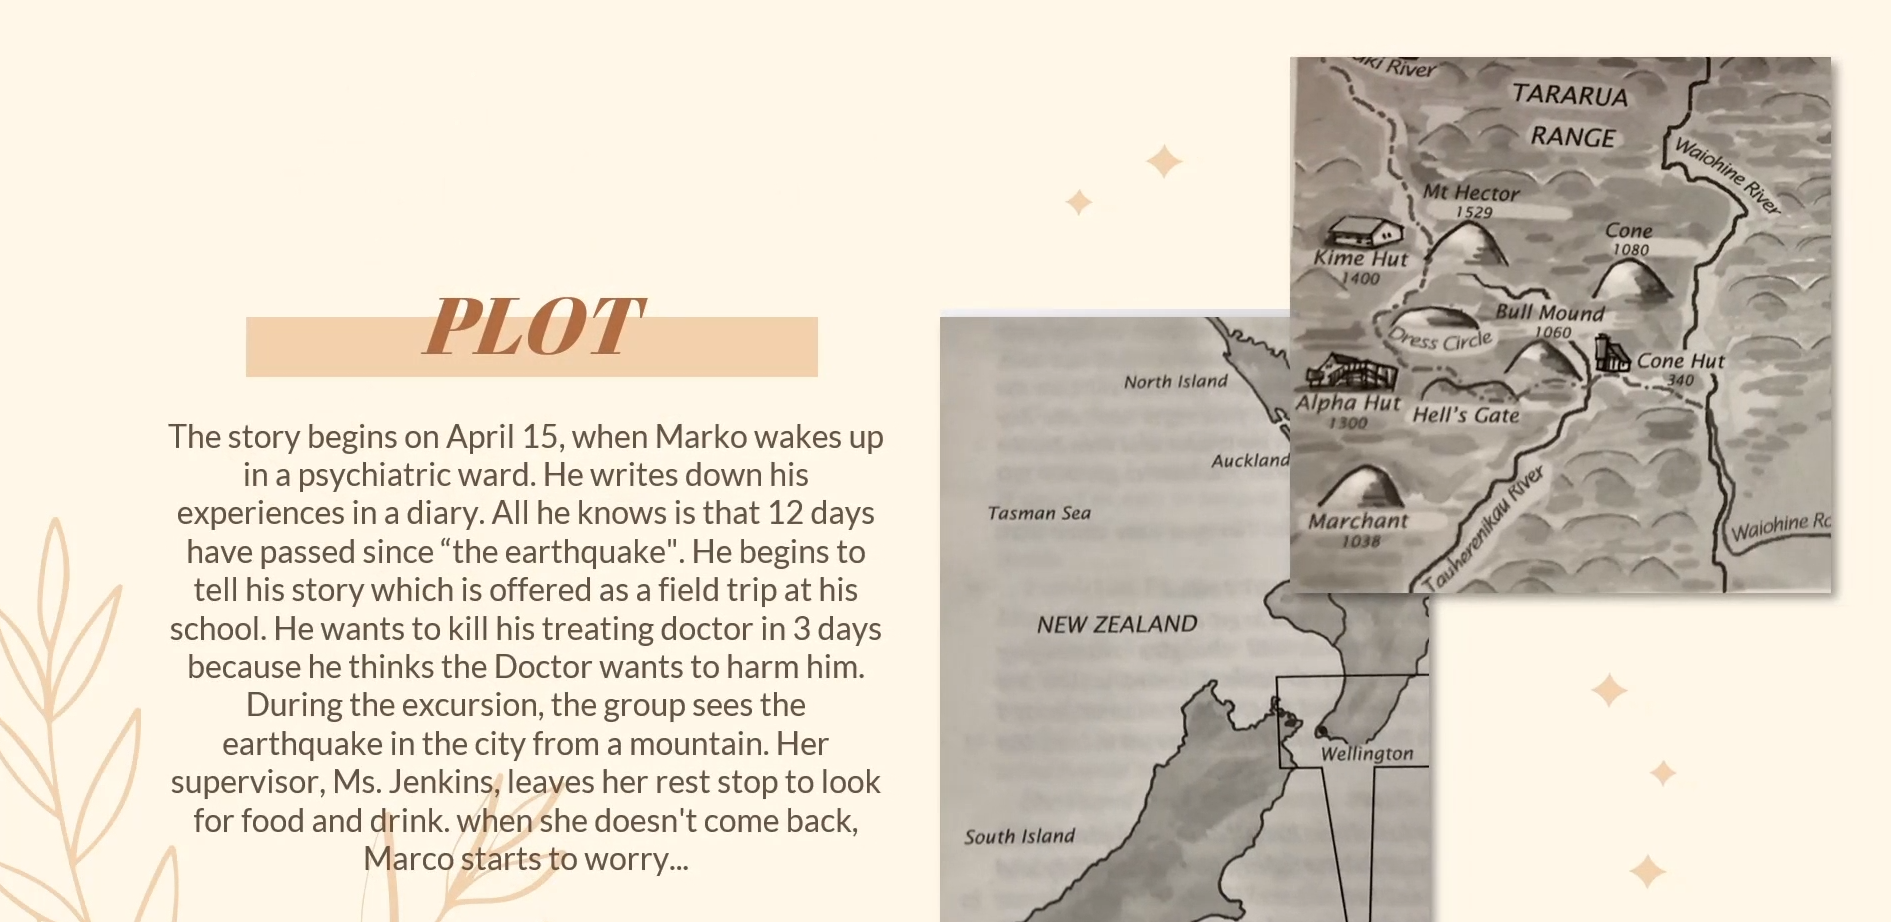 PLOT
The story begins on April 15, when Marko wakes up
in a psychiatric ward. He writes down his
experiences in a diary. All he knows is that 12 days
have passed since “the earthquake". He begins to
tell his story which is offered as a field trip at his
school. He wants to kill his treating doctor in 3 days
because he thinks the Doctor wants to harm him.
During the excursion, the group sees the
earthquake in the city from a mountain. Her
supervisor, Ms. Jenkins, leaves her rest stop to look
for food and drink. when she doesn't come back,
Marco starts to worry...
North Island
Auckland
Tasman Sea
NEW ZEALAND
Wellington
South Island
River
TARARUA
RANGE
Waiohine River
Mt Hector
1529
Cone
1080
Kime Hut
1400
Bull Mound
1060
Dress Circle
Cone Hut
340
Alpha Hut
1300
Hell's Gate
Marchant
1038
Tauherenikau River
Waiohine